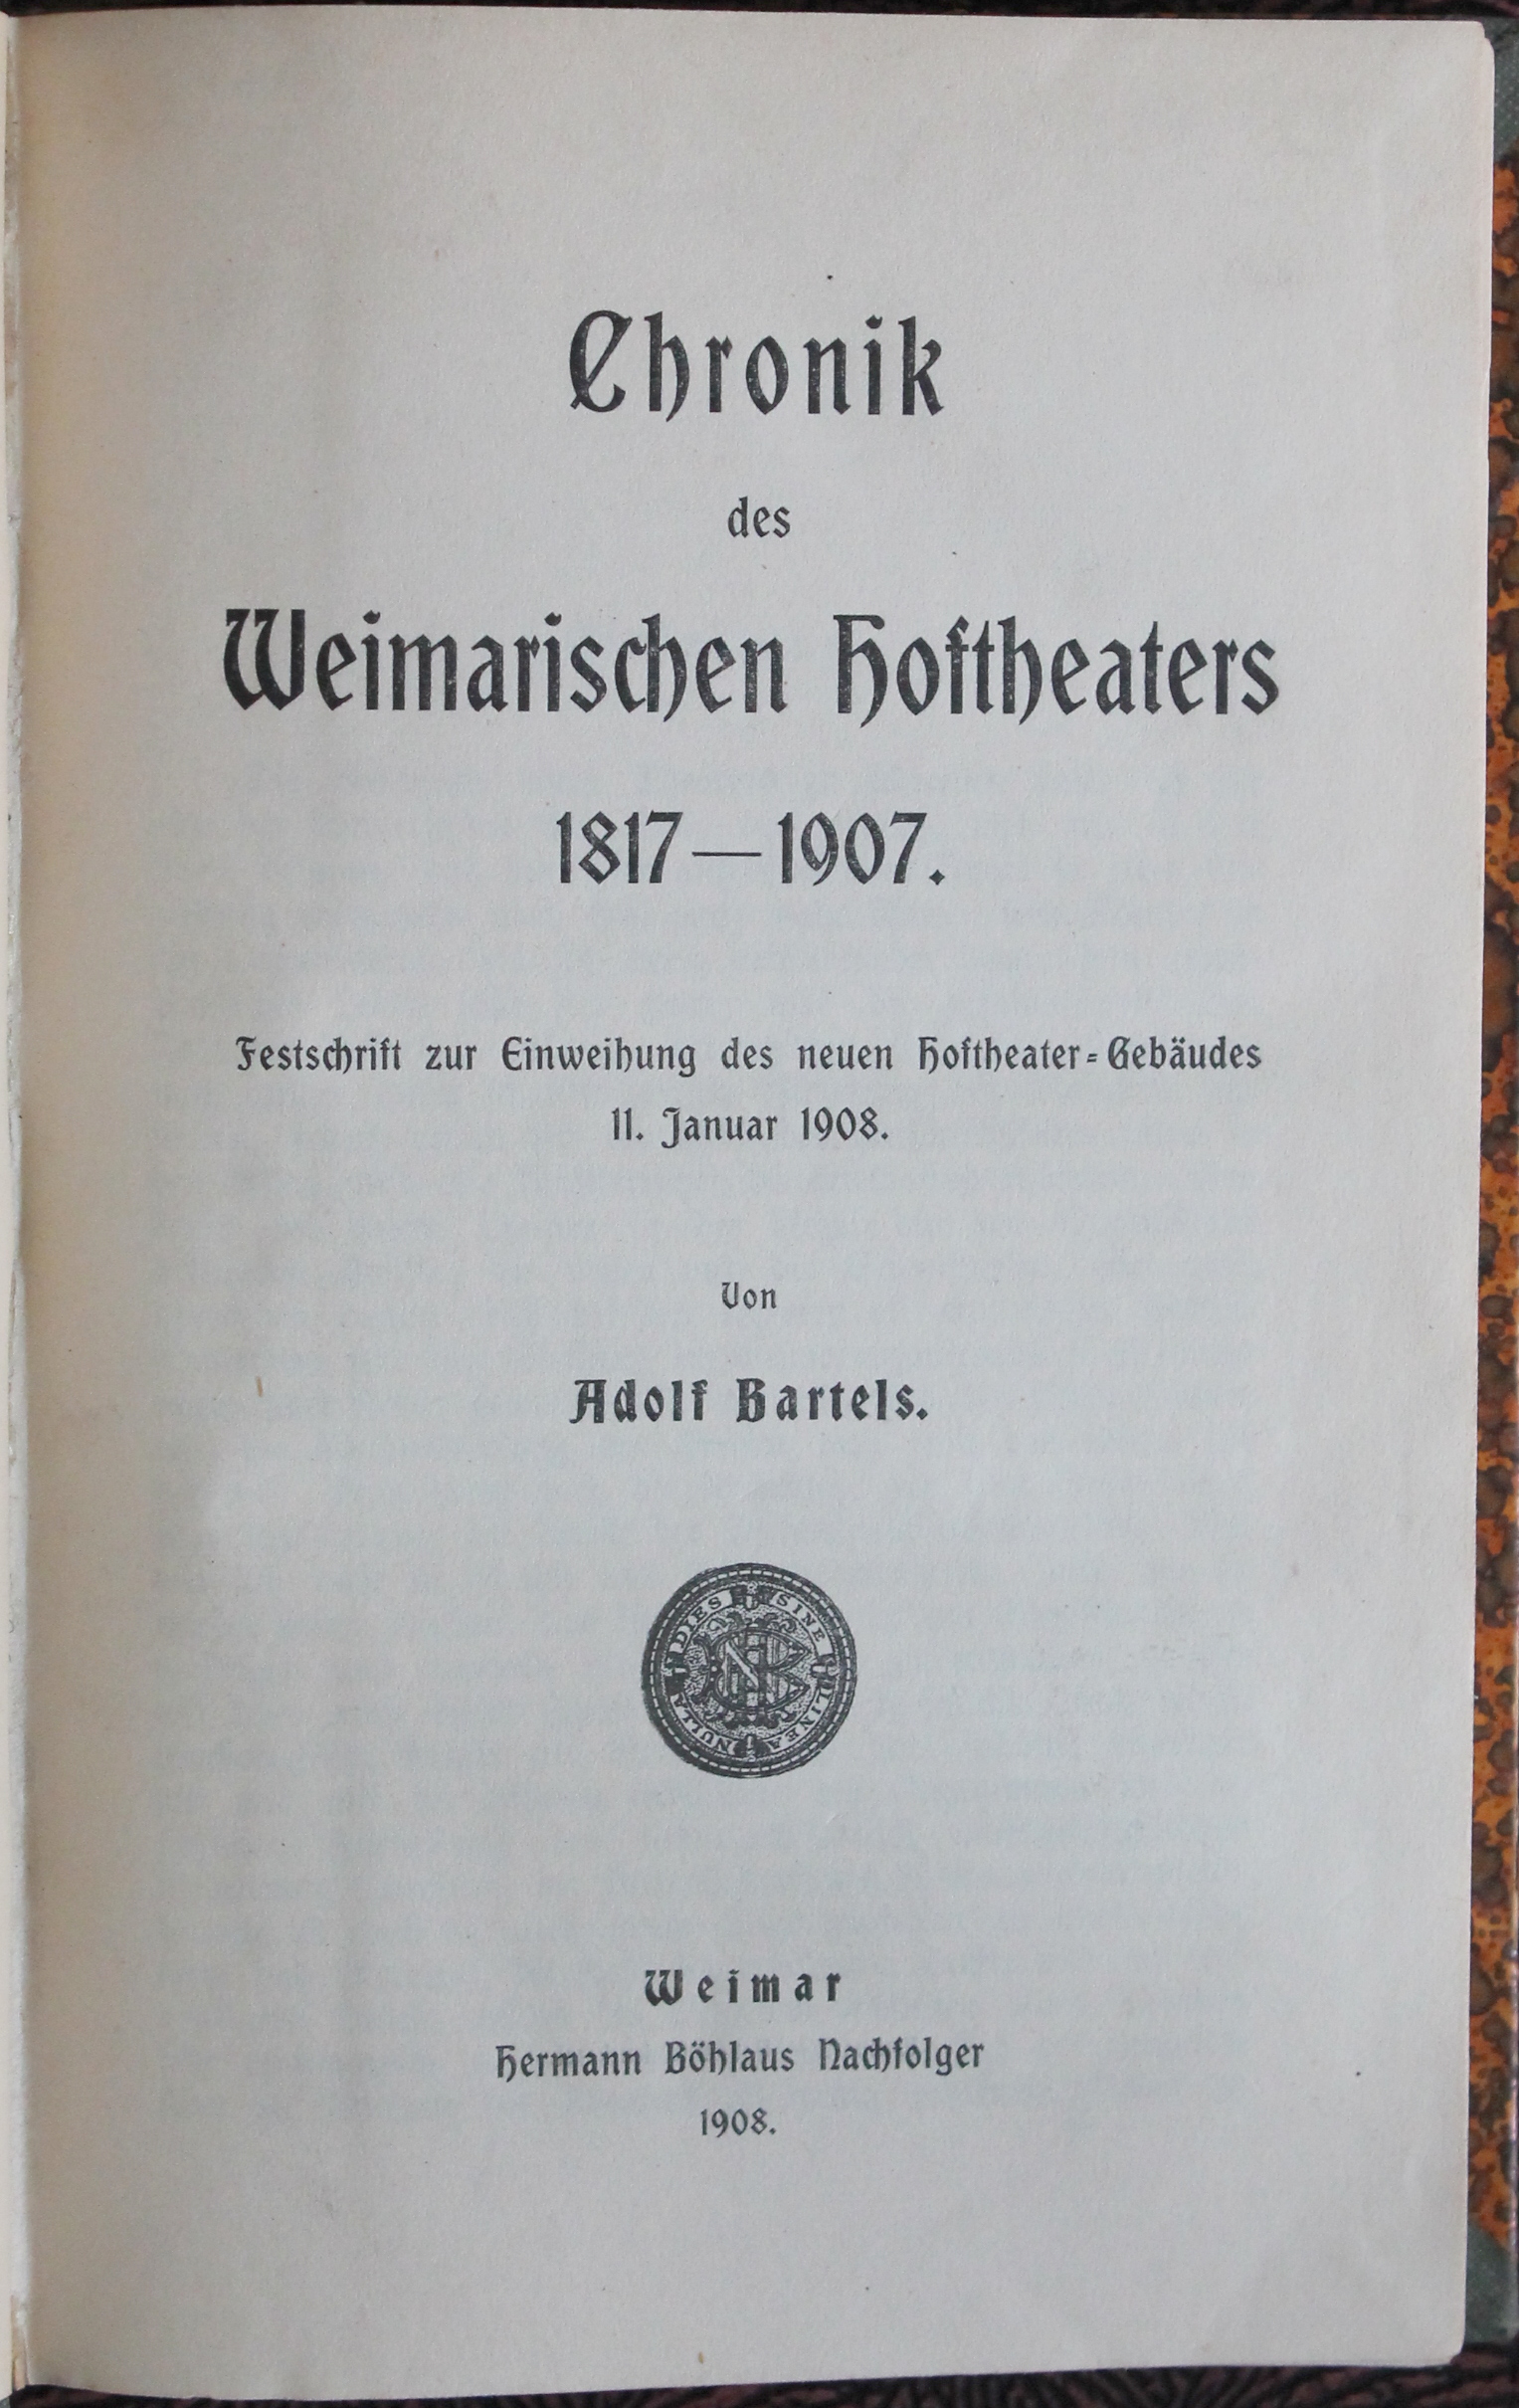 Chronik
des
Weimarischen Hoftheaters
1817—1907.
Festschrift zur Einweihung des neuen Hoftheater-Gebäudes
11. Januar 1908.
Von
Adolf Bartels.
NULLA DIES SINE LINEA
HB
Weimar
Hermann Böhlaus Nachfolger
1908.